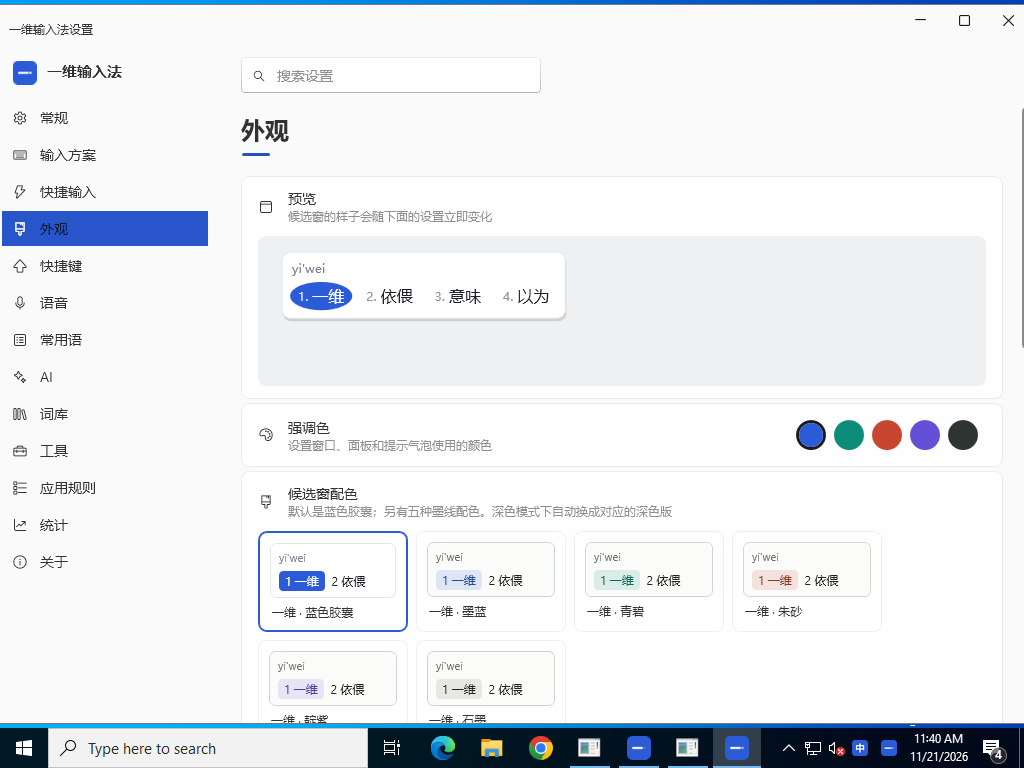 一维输入法设置
一维输入法
搜索设置
常规
输入方案
快捷输入
外观
快捷键
语音
常用语
AI
词库
工具
应用规则
统计
关于
外观
预览
候选窗的样子会随下面的设置立即变化
yi'wei
1. 一维 2. 依偎 3. 意味 4. 以为
强调色
设置窗口、面板和提示气泡使用的颜色
候选窗配色
默认是蓝色胶囊；另有五种墨线配色。深色模式下自动换成对应的深色版
yi'wei
1 一维 2 依偎
一维 · 蓝色胶囊
yi'wei
1 一维 2 依偎
一维 · 墨蓝
yi'wei
1 一维 2 依偎
一维 · 青碧
yi'wei
1 一维 2 依偎
一维 · 朱砂
yi'wei
1 一维 2 依偎
一维 · 靛紫
yi'wei
1 一维 2 依偎
一维 · 石墨
Type here to search
中
11:40 AM
11/21/2026
4